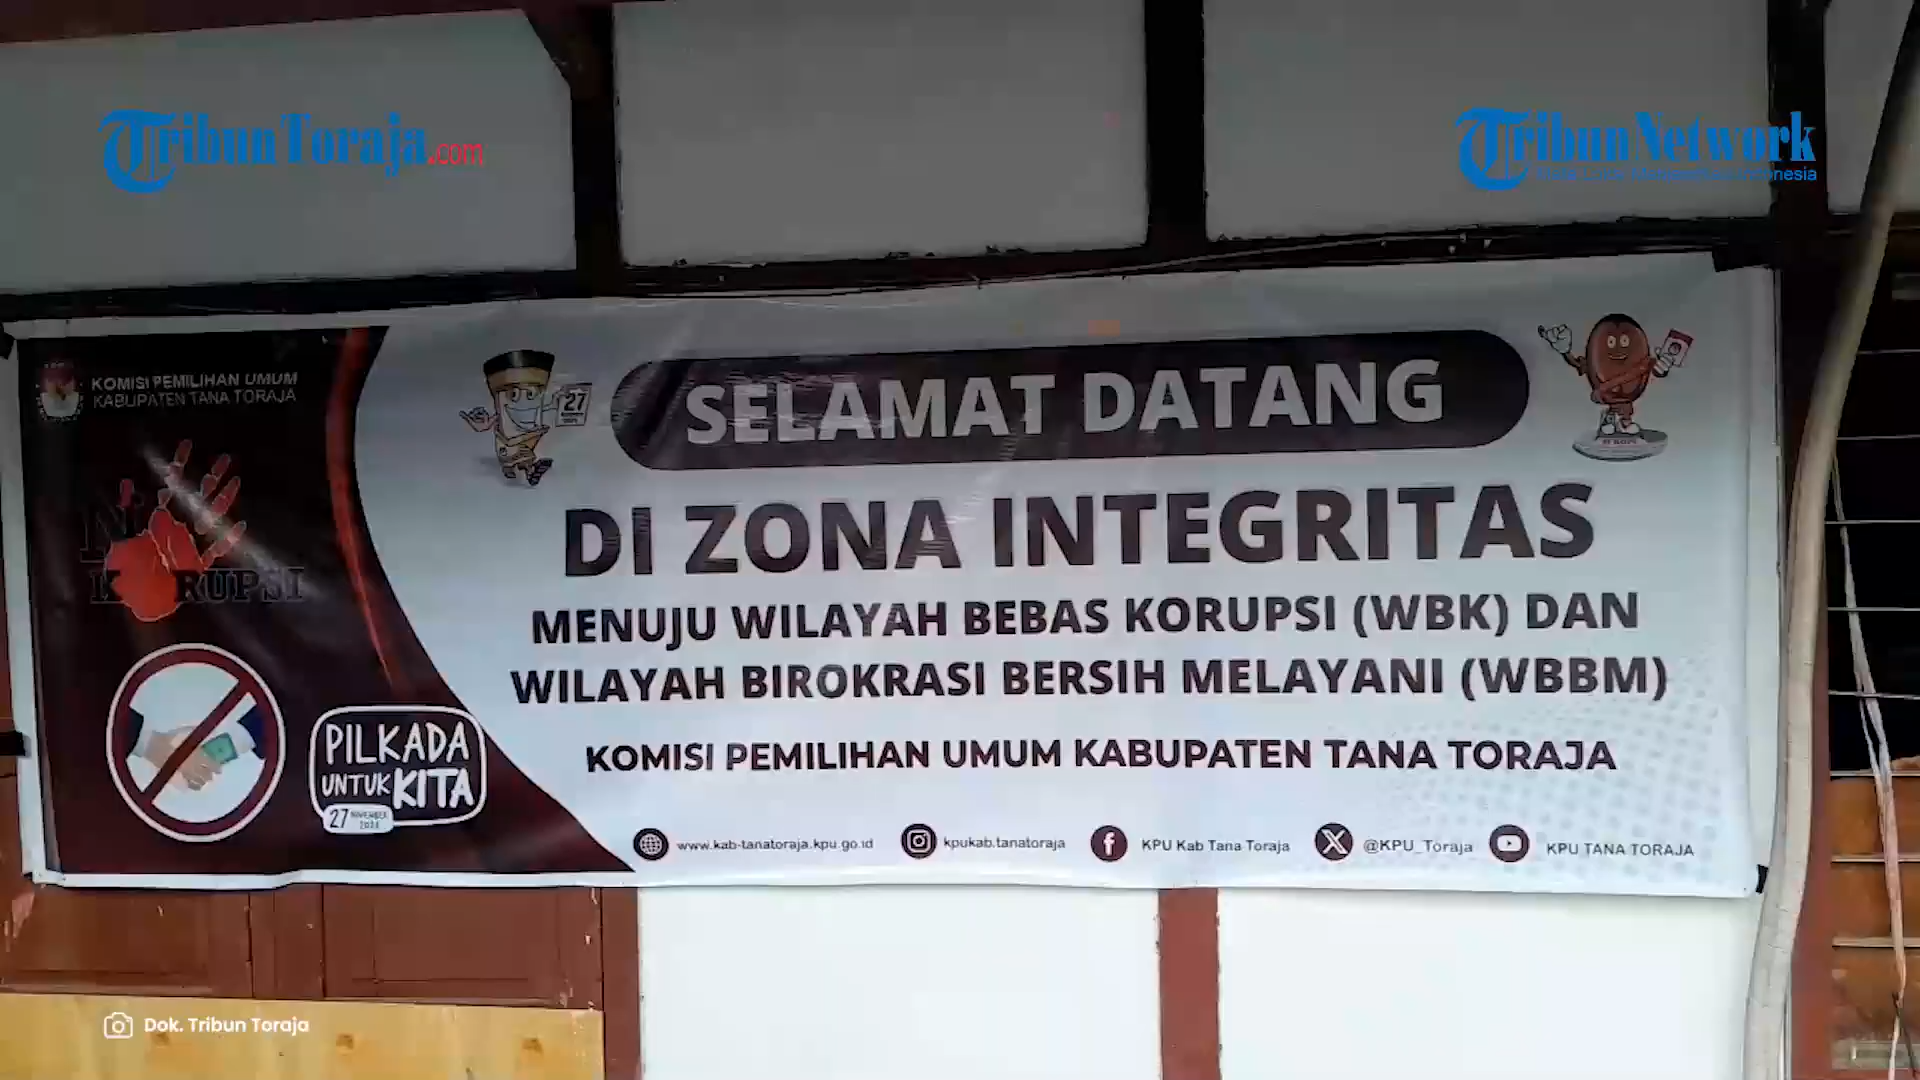 TribunToraja.com
TribunNetwork
KOMISI PEMILIHAN UMUM
KABUPATEN TANA TORAJA
27
SELAMAT DATANG
DI ZONA INTEGRITAS
MENUJU WILAYAH BEBAS KORUPSI (WBK) DAN
WILAYAH BIROKRASI BERSIH MELAYANI (WBBM)
KOMISI PEMILIHAN UMUM KABUPATEN TANA TORAJA
KORUPSI
PILKADA
UNTUK KITA
27 NOVEMBER
www.kab-tanatoraja.kpu.go.id
kpukab.tanatoraja
KPU Kab Tana Toraja
@KPU_Toraja
KPU TANA TORAJA
Dok. Tribun Toraja